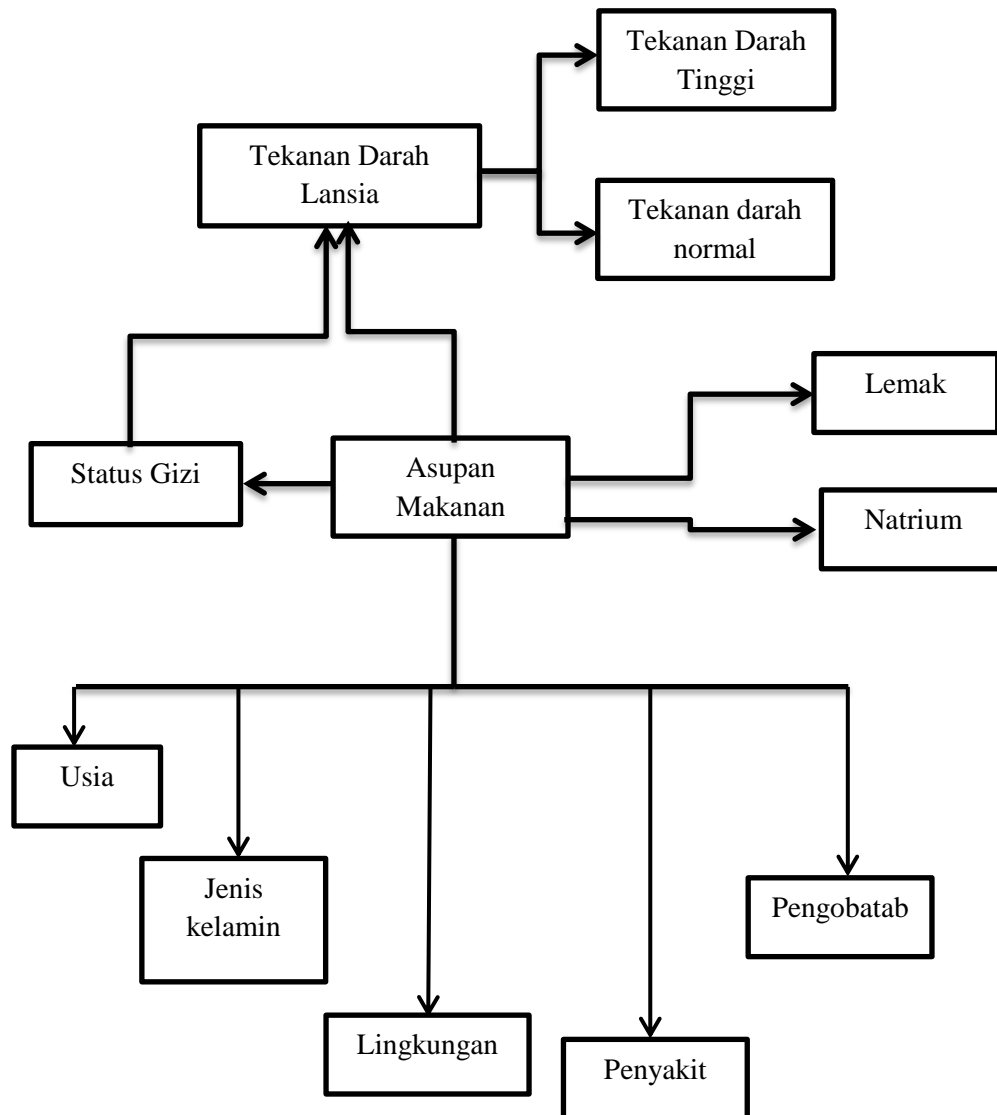 Tekanan Darah
Tinggi
Tekanan Darah
Lansia
Tekanan darah
normal
Lemak
Status Gizi
Asupan
Makanan
Natrium
Usia
Jenis
kelamin
Pengobatab
Lingkungan
Penyakit